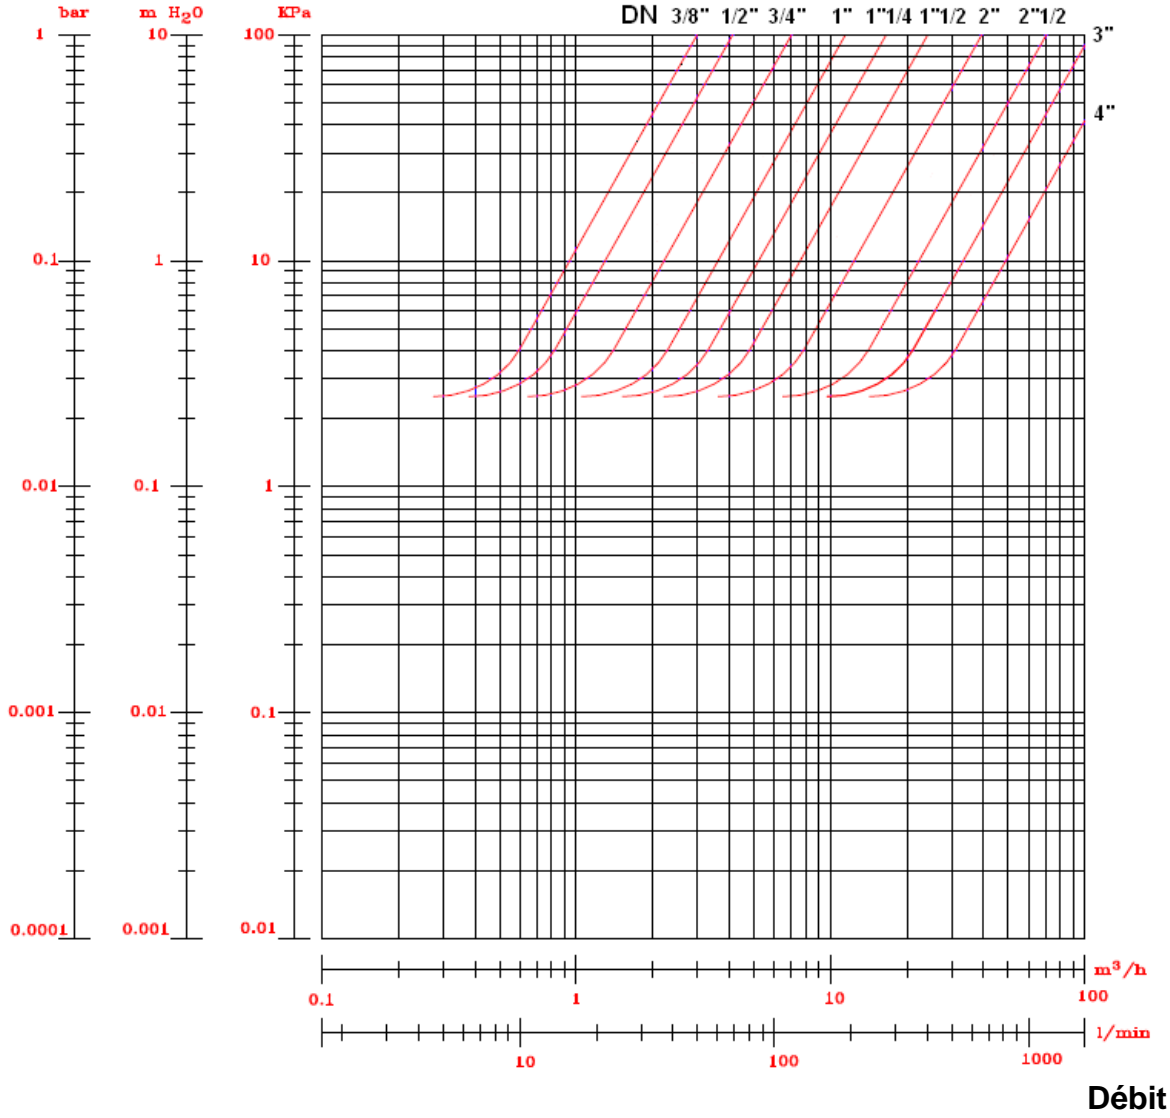 bar m H₂O KPa DN 3/8" 1/2" 3/4" 1" 1"1/4 1"1/2 2" 2"1/2
1 10 100 3"
4"
0.1 1 10
0.01 0.1 1
0.001 0.01 0.1
0.0001 0.001 0.01
m³/h
0.1 1 10 100
l/min
10 100 1000
Débit